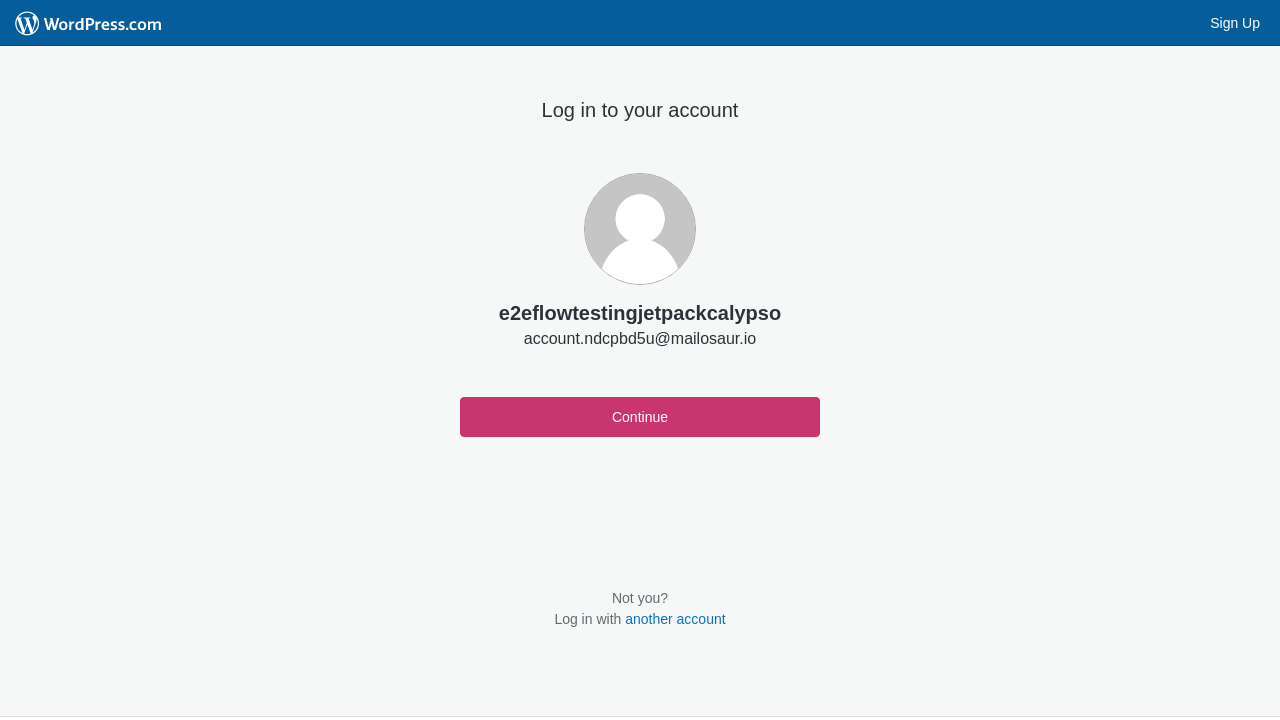 WordPress.com
Sign Up
Log in to your account
e2eflowtestingjetpackcalypso
account.ndcpbd5u@mailosaur.io
Continue
Not you?
Log in with another account